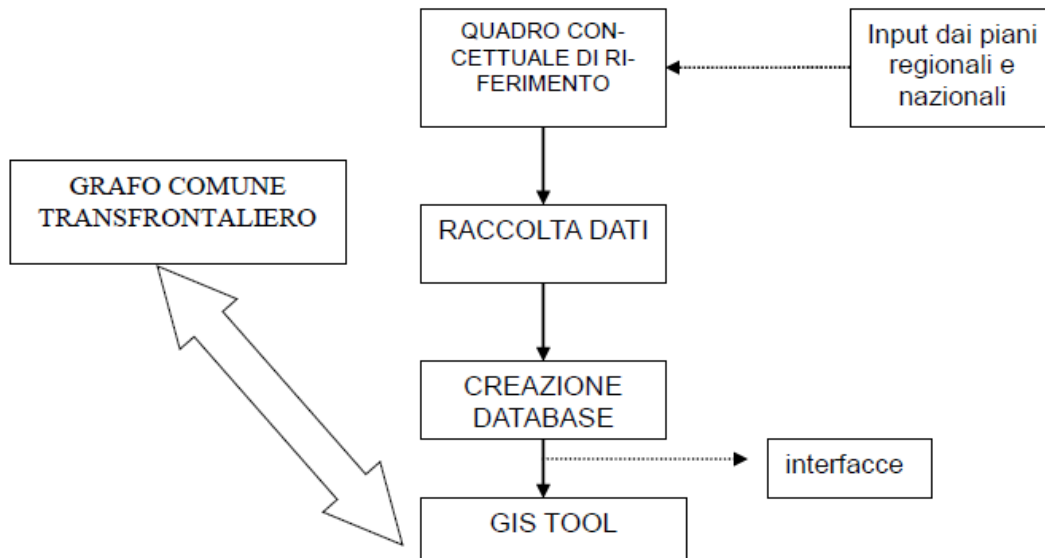 QUADRO CON-
CETTUALE DI RI-
FERIMENTO
Input dai piani
regionali e
nazionali
GRAFO COMUNE
TRANSFRONTALIERO
RACCOLTA DATI
CREAZIONE
DATABASE
interfacce
GIS TOOL